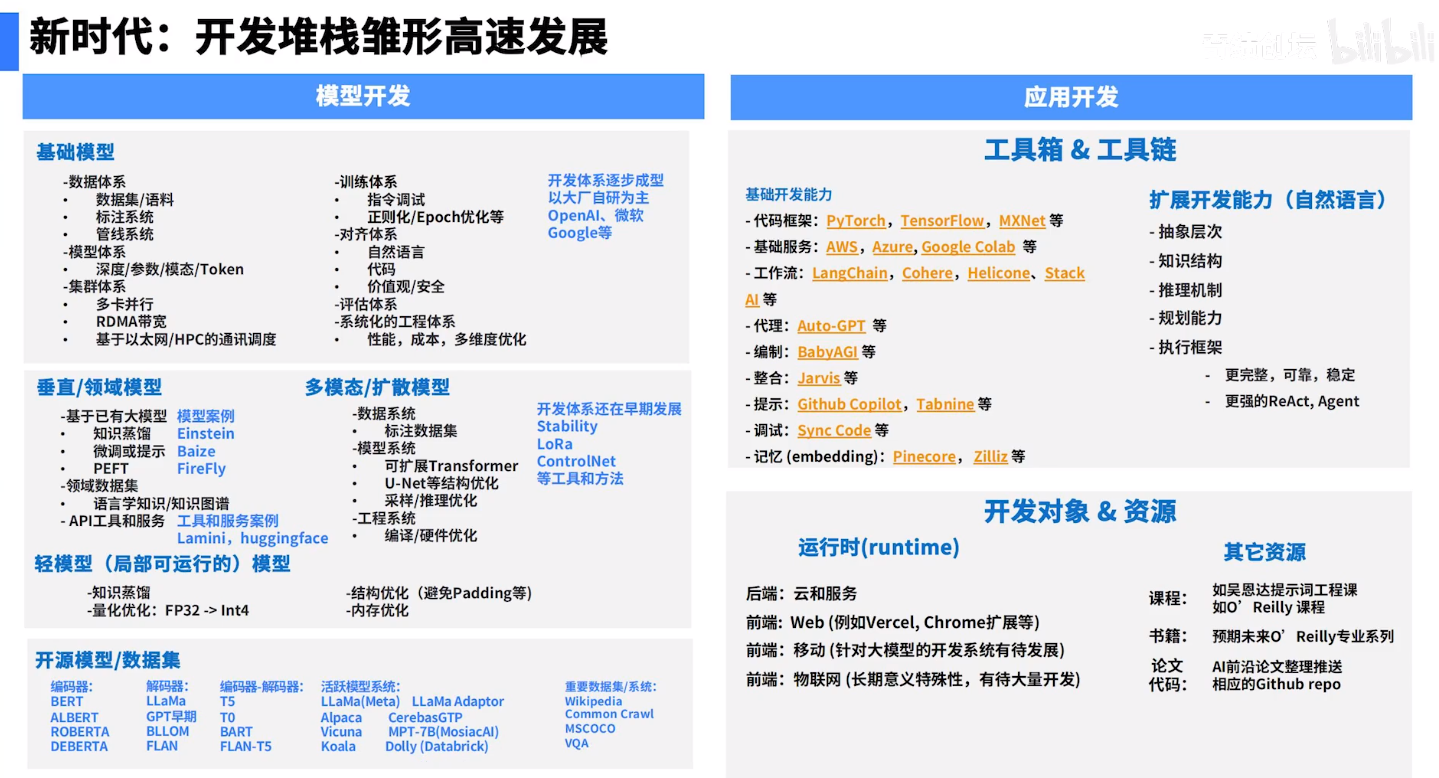 新时代：开发堆栈雏形高速发展
bilibili
模型开发
基础模型
-数据体系
• 数据集/语料
• 标注系统
• 管线系统
-模型体系
• 深度/参数/模态/Token
-集群体系
• 多卡并行
• RDMA带宽
• 基于以太网/HPC的通讯调度
-训练体系
• 指令调试
• 正则化/Epoch优化等
-对齐体系
• 自然语言
• 代码
• 价值观/安全
-评估体系
-系统化的工程体系
• 性能，成本，多维度优化
开发体系逐步成型
以大厂自研为主
OpenAI、微软
Google等
垂直/领域模型
-基于已有大模型
• 知识蒸馏
• 微调或提示
• PEFT
-领域数据集
• 语言学知识/知识图谱
- API工具和服务
模型案例
Einstein
Baize
FireFly
工具和服务案例
Lamini，huggingface
多模态/扩散模型
-数据系统
• 标注数据集
-模型系统
• 可扩展Transformer
• U-Net等结构优化
• 采样/推理优化
-工程系统
• 编译/硬件优化
开发体系还在早期发展
Stability
LoRa
ControlNet
等工具和方法
轻模型（局部可运行的）模型
-知识蒸馏
-量化优化：FP32 -> Int4
-结构优化（避免Padding等)
-内存优化
开源模型/数据集
编码器：
BERT
ALBERT
ROBERTA
DEBERTA
解码器：
LLaMa
GPT早期
BLLOM
FLAN
编码器-解码器：
T5
T0
BART
FLAN-T5
活跃模型系统：
LLaMa(Meta) LLaMa Adaptor
Alpaca CerebasGTP
Vicuna MPT-7B(MosiacAI)
Koala Dolly (Databrick)
重要数据集/系统：
Wikipedia
Common Crawl
MSCOCO
VQA
应用开发
工具箱 & 工具链
基础开发能力
- 代码框架：PyTorch，TensorFlow，MXNet 等
- 基础服务：AWS，Azure, Google Colab 等
- 工作流：LangChain，Cohere，Helicone、Stack
AI 等
- 代理：Auto-GPT 等
- 编制：BabyAGI 等
- 整合：Jarvis 等
- 提示：Github Copilot，Tabnine 等
- 调试：Sync Code 等
- 记忆 (embedding)：Pinecore，Zilliz 等
扩展开发能力（自然语言）
- 抽象层次
- 知识结构
- 推理机制
- 规划能力
- 执行框架
- 更完整，可靠，稳定
- 更强的ReAct, Agent
开发对象 & 资源
运行时(runtime)
后端：云和服务
前端：Web (例如Vercel, Chrome扩展等)
前端：移动 (针对大模型的开发系统有待发展)
前端：物联网 (长期意义特殊性，有待大量开发)
其它资源
课程： 如吴恩达提示词工程课
如O’Reilly 课程
书籍： 预期未来O’Reilly专业系列
论文 AI前沿论文整理推送
代码： 相应的Github repo